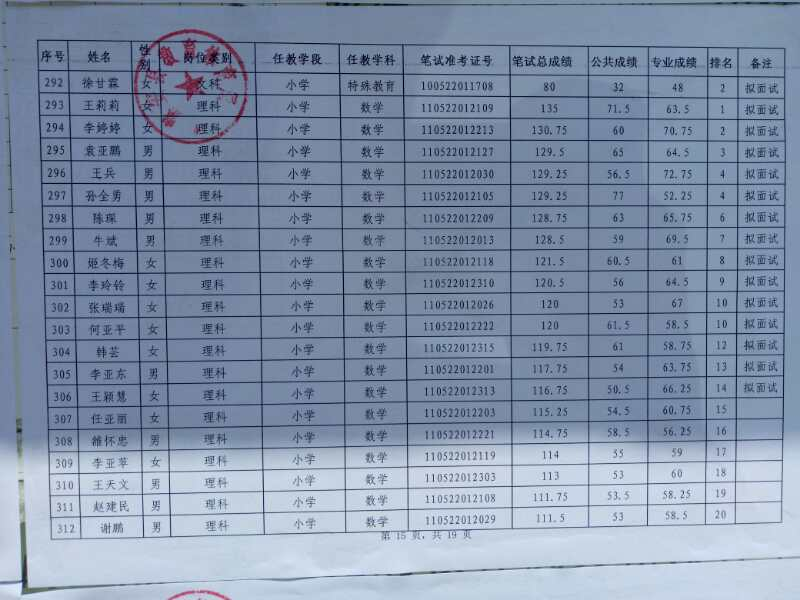 序号 姓名 性别 岗位类别 任教学段 任教学科 笔试准考证号 笔试总成绩 公共成绩 专业成绩 排名 备注
292 徐甘霖 女 文科 小学 特殊教育 100522011708 80 32 48 2 拟面试
293 王莉莉 女 理科 小学 数学 110522012109 135 71.5 63.5 1 拟面试
294 李婷婷 女 理科 小学 数学 110522012213 130.75 60 70.75 2 拟面试
295 袁亚鹏 男 理科 小学 数学 110522012127 129.5 65 64.5 3 拟面试
296 王兵 男 理科 小学 数学 110522012030 129.25 56.5 72.75 4 拟面试
297 孙全勇 男 理科 小学 数学 110522012105 129.25 77 52.25 4 拟面试
298 陈琛 男 理科 小学 数学 110522012209 128.75 63 65.75 6 拟面试
299 牛斌 男 理科 小学 数学 110522012013 128.5 59 69.5 7 拟面试
300 姬冬梅 女 理科 小学 数学 110522012118 121.5 60.5 61 8 拟面试
301 李玲铃 女 理科 小学 数学 110522012310 120.5 56 64.5 9 拟面试
302 张瑞瑞 女 理科 小学 数学 110522012026 120 53 67 10 拟面试
303 何亚平 女 理科 小学 数学 110522012222 120 61.5 58.5 10 拟面试
304 韩芸 女 理科 小学 数学 110522012315 119.75 61 58.75 12 拟面试
305 李亚东 男 理科 小学 数学 110522012201 117.75 54 63.75 13 拟面试
306 王颖慧 女 理科 小学 数学 110522012313 116.75 50.5 66.25 14 拟面试
307 任亚丽 女 理科 小学 数学 110522012203 115.25 54.5 60.75 15
308 雒怀忠 男 理科 小学 数学 110522012221 114.75 58.5 56.25 16
309 李亚苹 女 理科 小学 数学 110522012119 114 55 59 17
310 王天文 男 理科 小学 数学 110522012303 113 53 60 18
311 赵建民 男 理科 小学 数学 110522012108 111.75 53.5 58.25 19
312 谢鹏 男 理科 小学 数学 110522012029 111.5 53 58.5 20
第 15 页，共 19 页